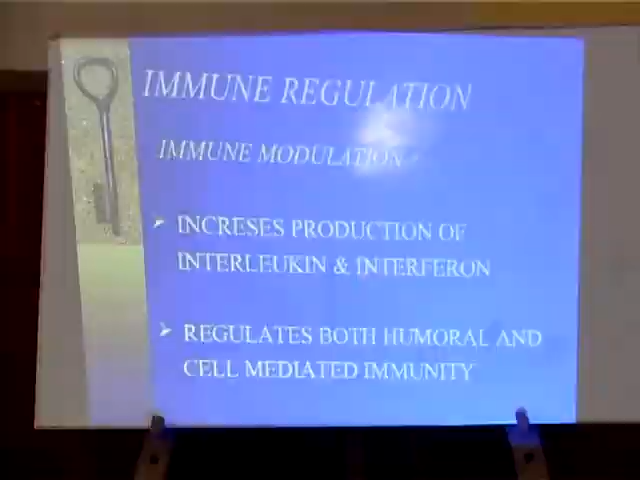 IMMUNE REGULATION
IMMUNE MODULATION
INCRESES PRODUCTION OF
INTERLEUKIN & INTERFERON
REGULATES BOTH HUMORAL AND
CELL MEDIATED IMMUNITY